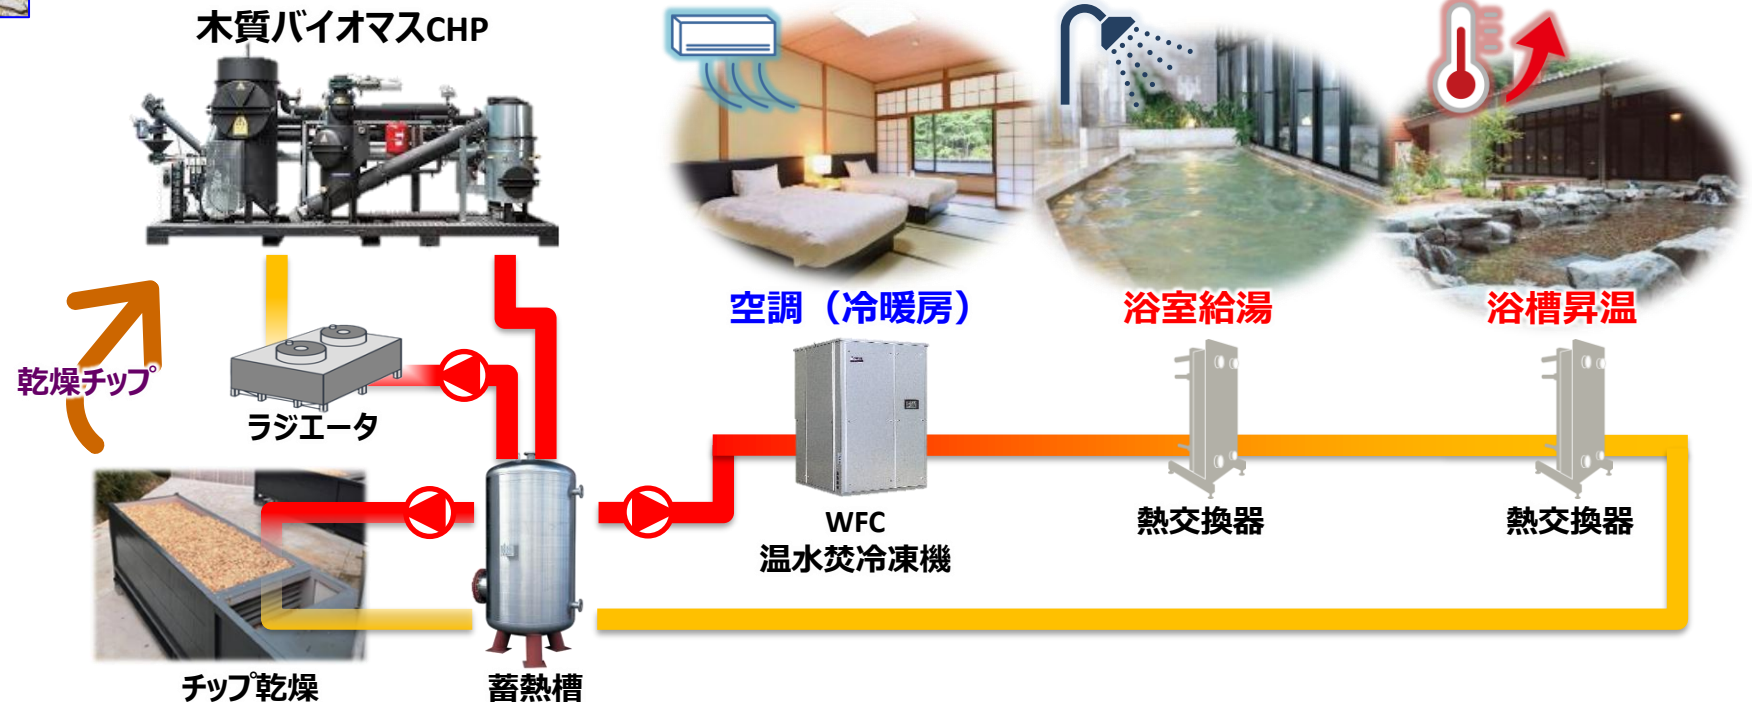 木質バイオマスCHP
空調（冷暖房）
浴室給湯
浴槽昇温
乾燥チップ
ラジエータ
WFC
温水焚冷凍機
熱交換器
熱交換器
チップ乾燥
蓄熱槽